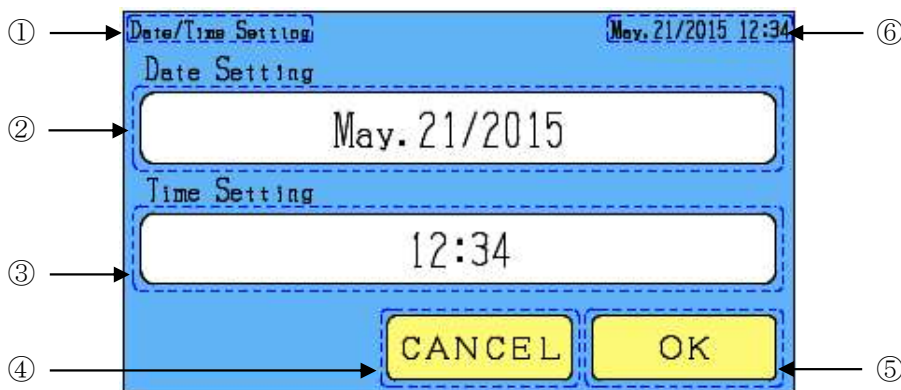 ① Date/Time Setting May.21/2015 12:34 ⑥
Date Setting
② May.21/2015
Time Setting
③ 12:34
④ CANCEL OK ⑤